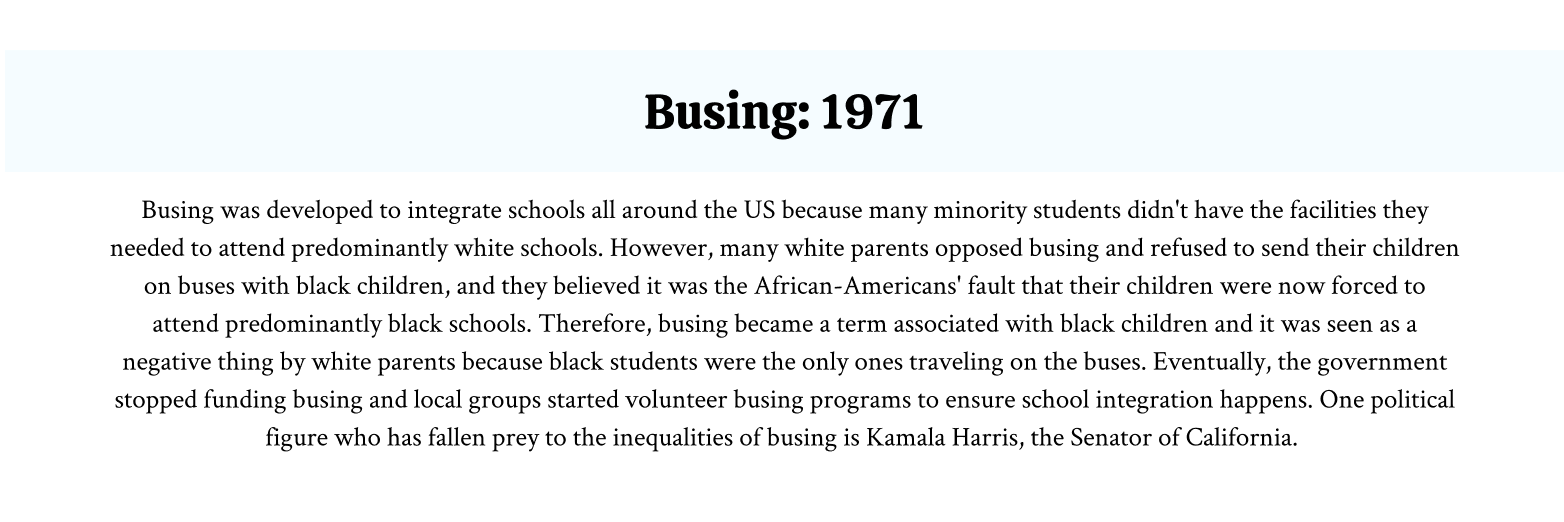 Busing: 1971
Busing was developed to integrate schools all around the US because many minority students didn't have the facilities they
needed to attend predominantly white schools. However, many white parents opposed busing and refused to send their children
on buses with black children, and they believed it was the African-Americans' fault that their children were now forced to
attend predominantly black schools. Therefore, busing became a term associated with black children and it was seen as a
negative thing by white parents because black students were the only ones traveling on the buses. Eventually, the government
stopped funding busing and local groups started volunteer busing programs to ensure school integration happens. One political
figure who has fallen prey to the inequalities of busing is Kamala Harris, the Senator of California.